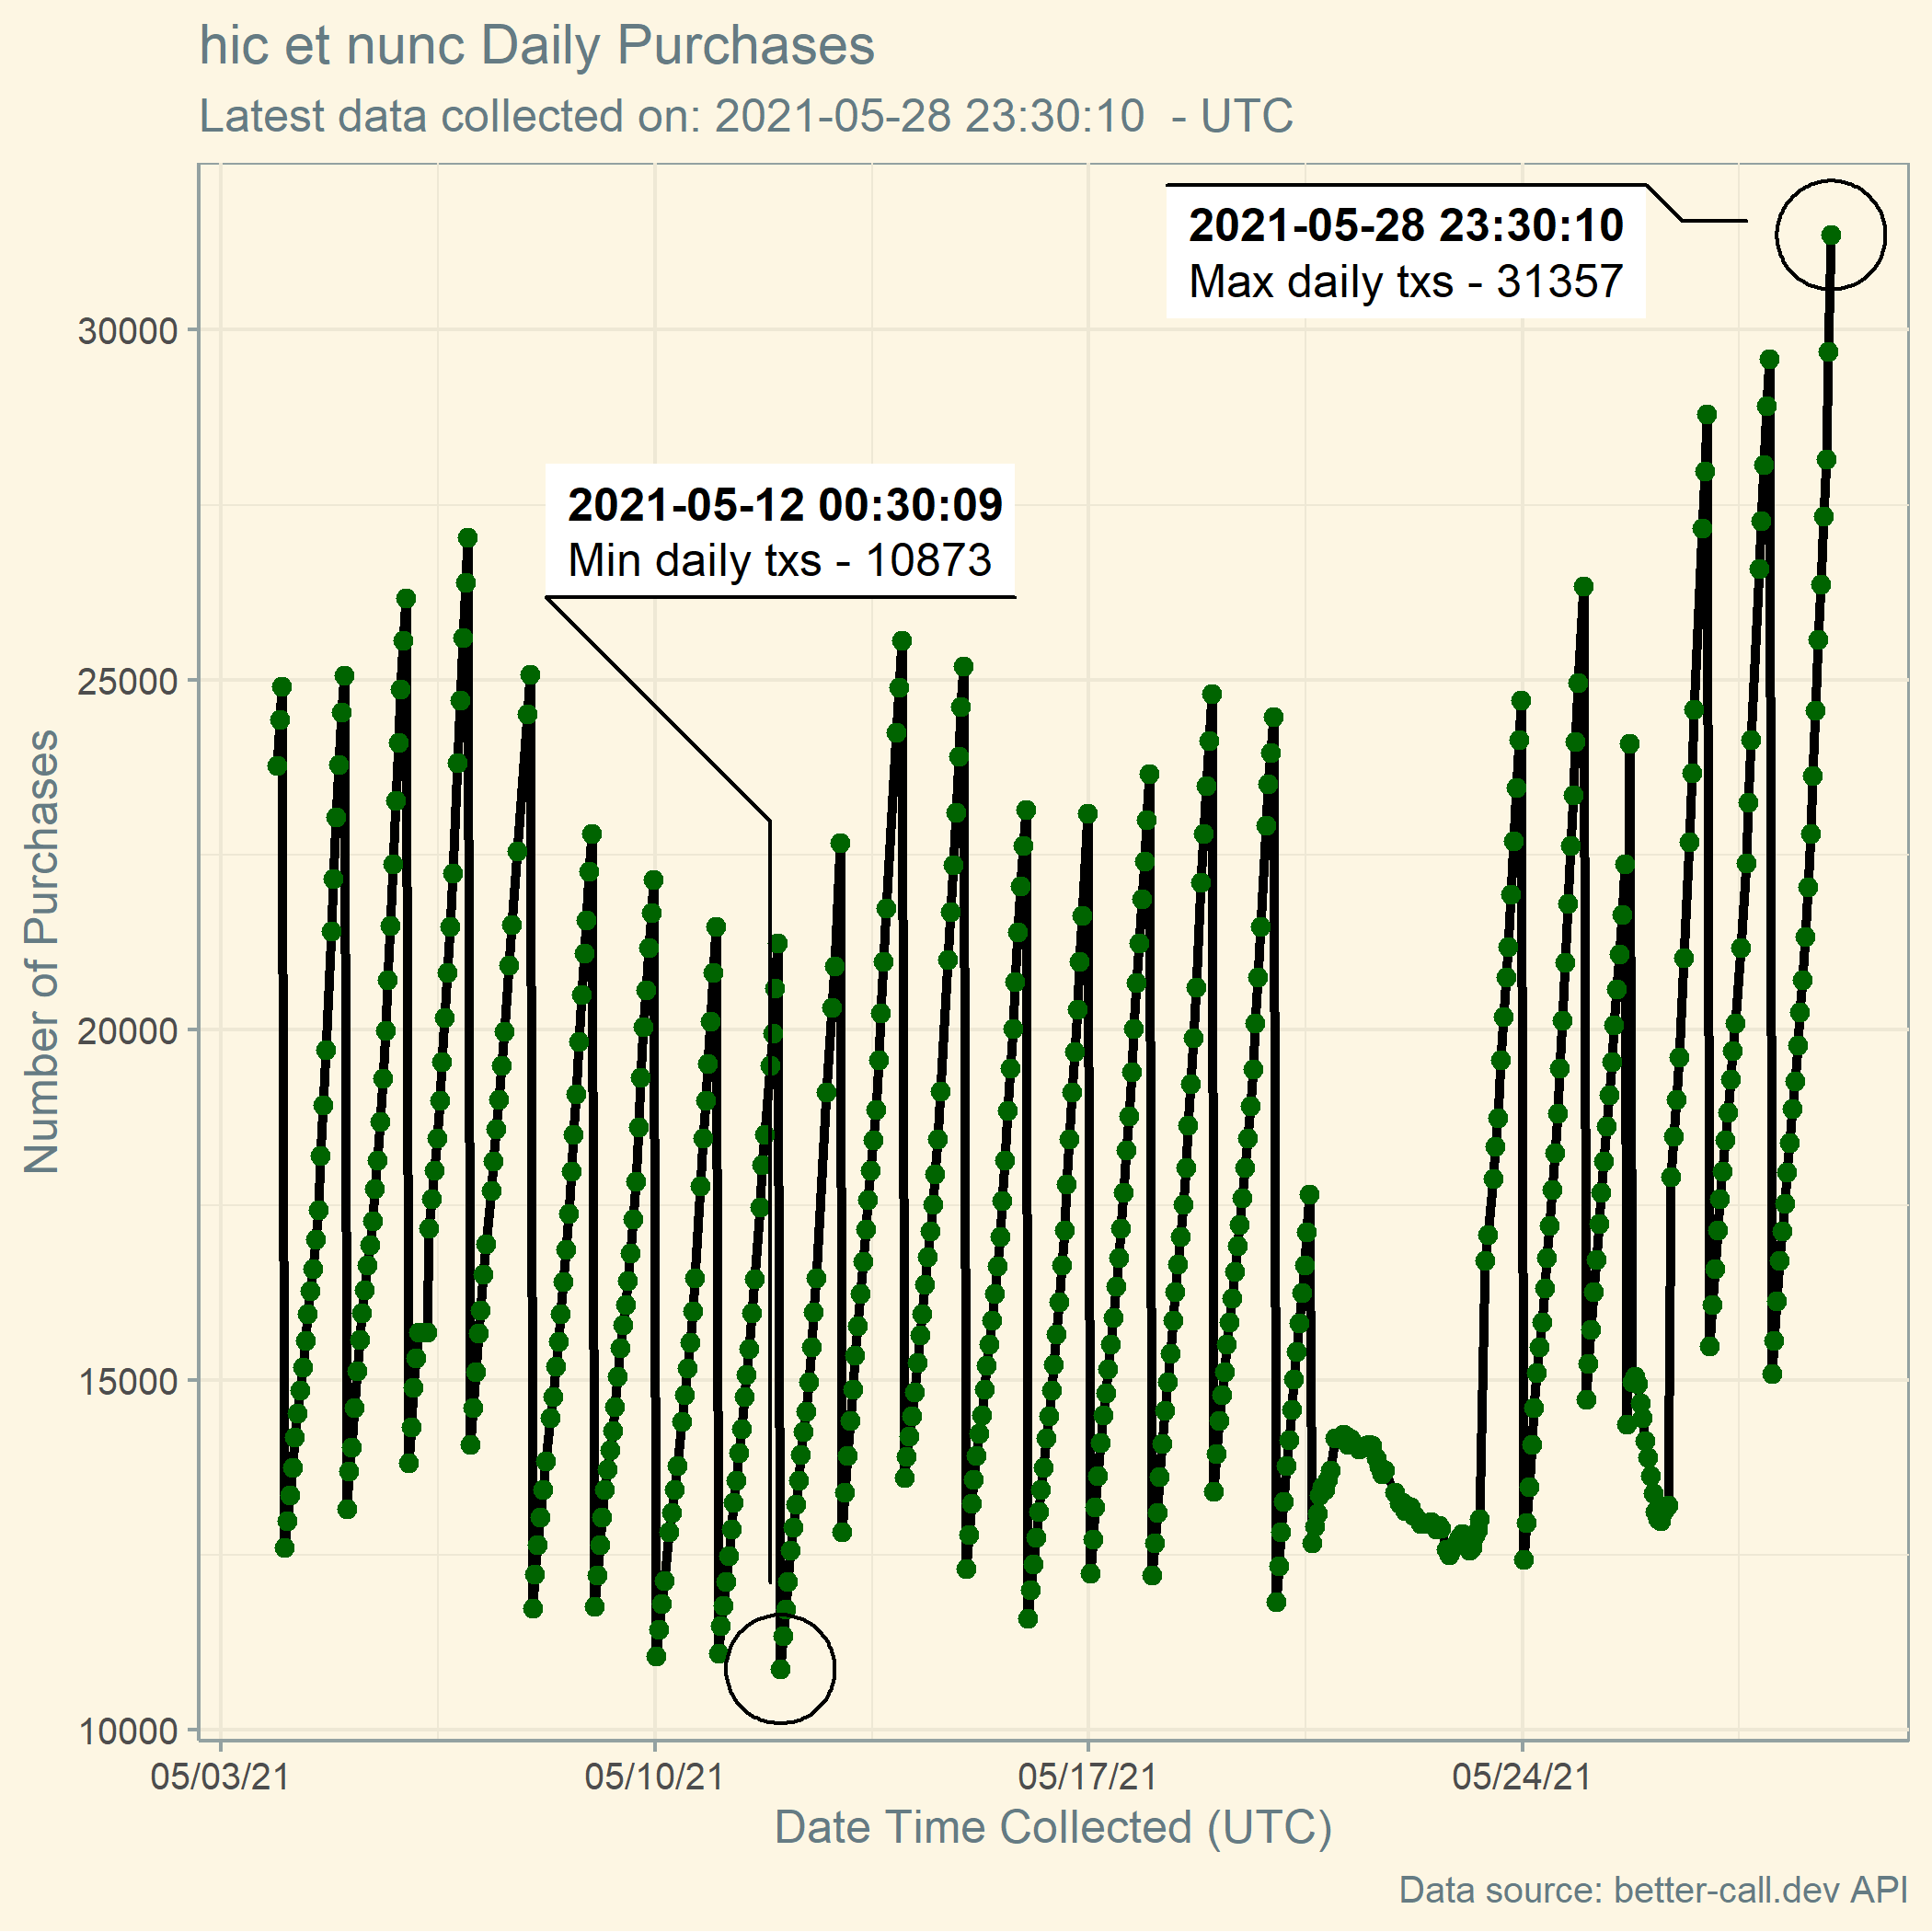 hic et nunc Daily Purchases
Latest data collected on: 2021-05-28 23:30:10  - UTC
2021-05-28 23:30:10
Max daily txs - 31357
2021-05-12 00:30:09
Min daily txs - 10873
Number of Purchases
30000
25000
20000
15000
10000
05/03/21
05/10/21
05/17/21
05/24/21
Date Time Collected (UTC)
Data source: better-call.dev API